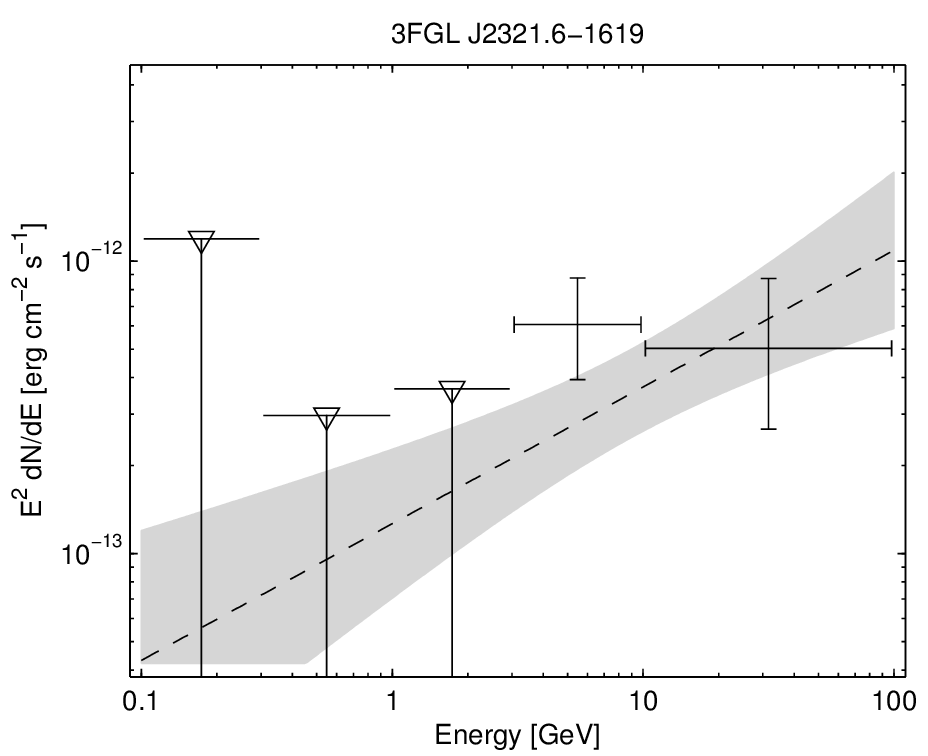 3FGL J2321.6−1619
E² dN/dE [erg cm⁻² s⁻¹]
10⁻¹²
10⁻¹³
0.1 1 10 100
Energy [GeV]